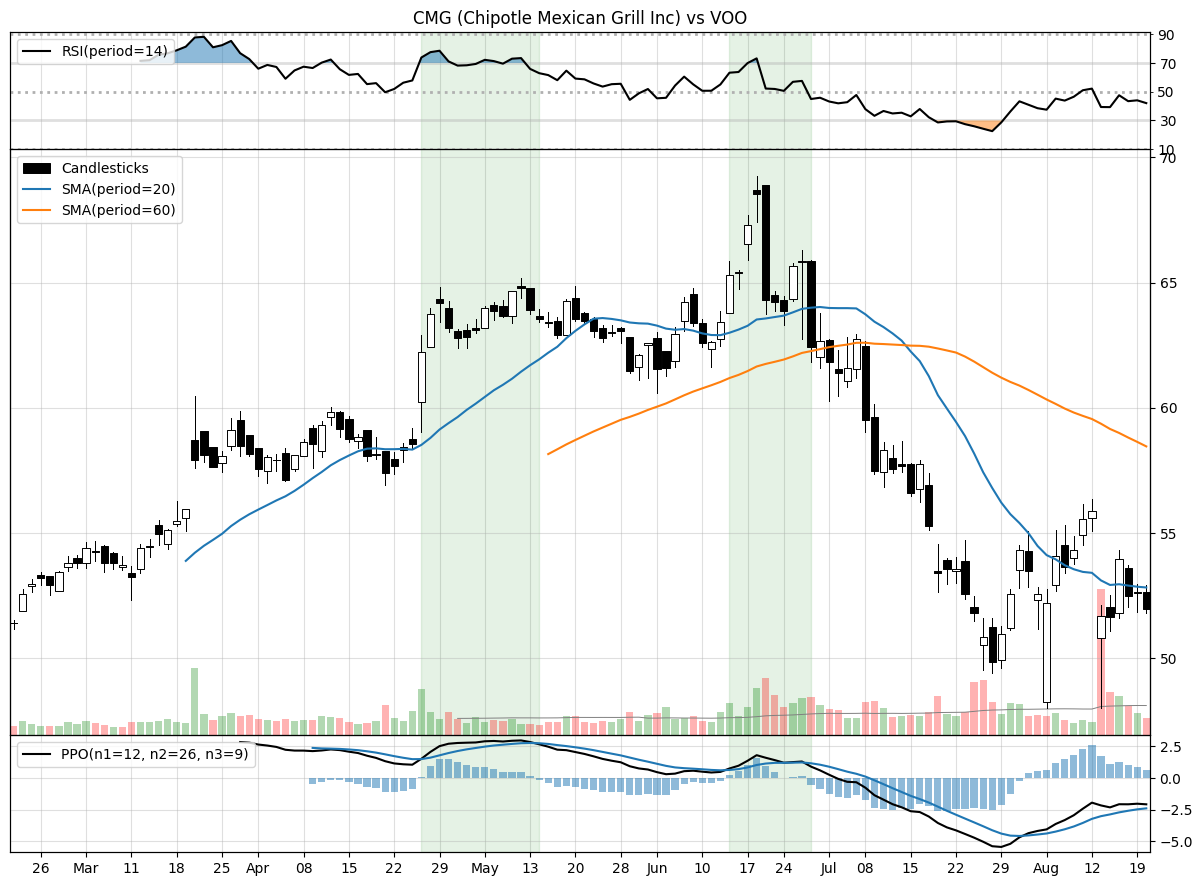 CMG (Chipotle Mexican Grill Inc) vs VOO
RSI(period=14)
90
70
50
30
10
Candlesticks
SMA(period=20)
SMA(period=60)
70
65
60
55
50
PPO(n1=12, n2=26, n3=9)
2.5
0.0
−2.5
−5.0
26 Mar 11 18 25 Apr 08 15 22 29 May 13 20 28 Jun 10 17 24 Jul 08 15 22 29 Aug 12 19